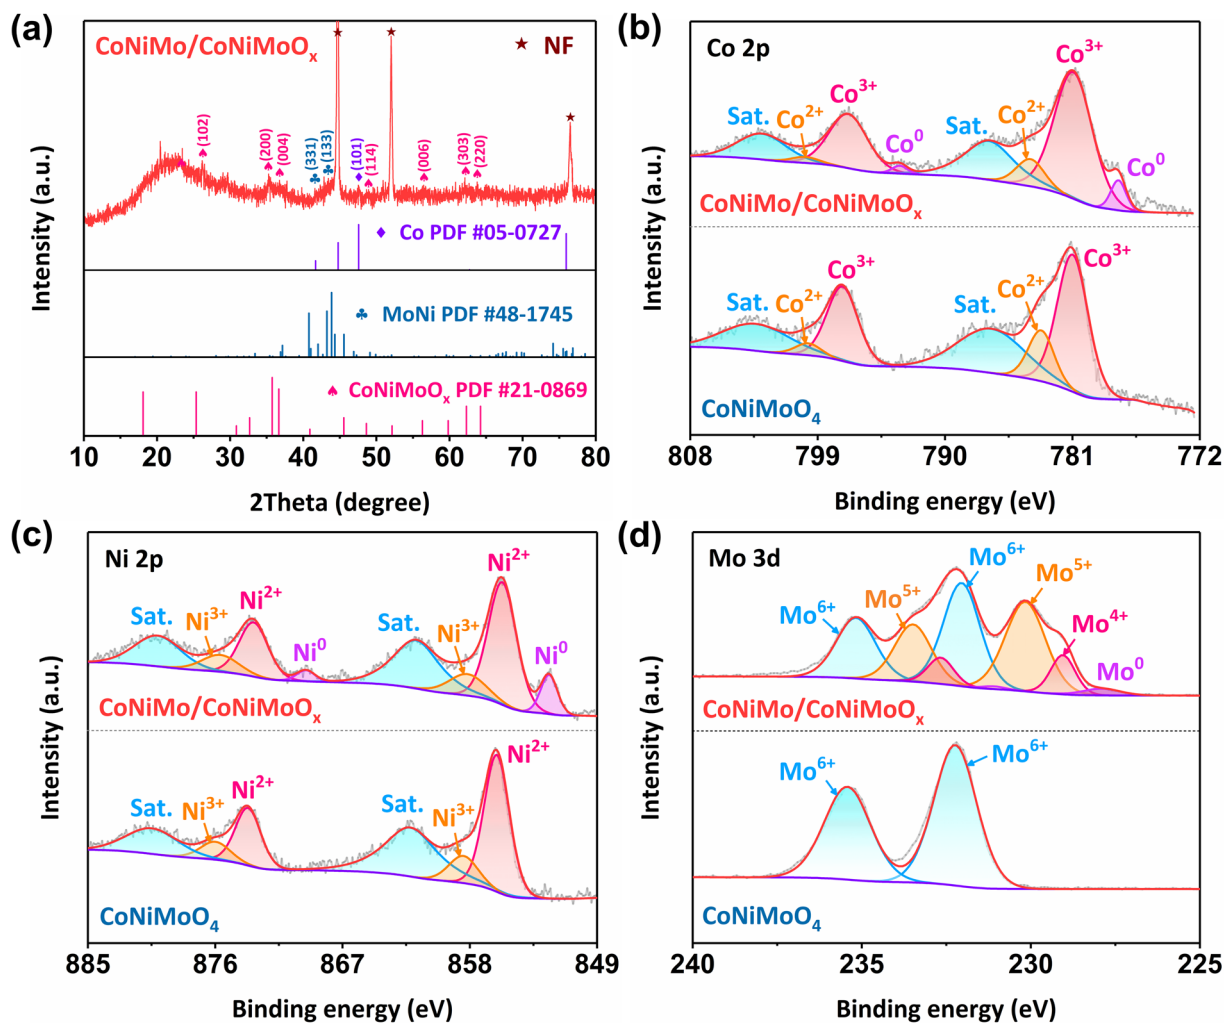 (a)
CoNiMo/CoNiMoOx
★ NF
(102)
(200)
(004)
(331)
(133)
(101)
(114)
(006)
(303)
(220)
♦ Co PDF #05-0727
♣ MoNi PDF #48-1745
♠ CoNiMoOx PDF #21-0869
10 20 30 40 50 60 70 80
2Theta (degree)
Intensity (a.u.)
(b)
Co 2p
Sat.
Co2+
Co3+
Co0
Sat.
Co2+
Co3+
Co0
CoNiMo/CoNiMoOx
Sat.
Co2+
Co3+
Sat.
Co2+
Co3+
CoNiMoO4
808 799 790 781 772
Binding energy (eV)
Intensity (a.u.)
(c)
Ni 2p
Sat.
Ni3+
Ni2+
Ni0
Sat.
Ni3+
Ni2+
Ni0
CoNiMo/CoNiMoOx
Sat.
Ni3+
Ni2+
Sat.
Ni3+
Ni2+
CoNiMoO4
885 876 867 858 849
Binding energy (eV)
Intensity (a.u.)
(d)
Mo 3d
Mo6+
Mo5+
Mo6+
Mo5+
Mo4+
Mo0
CoNiMo/CoNiMoOx
Mo6+
Mo6+
CoNiMoO4
240 235 230 225
Binding energy (eV)
Intensity (a.u.)